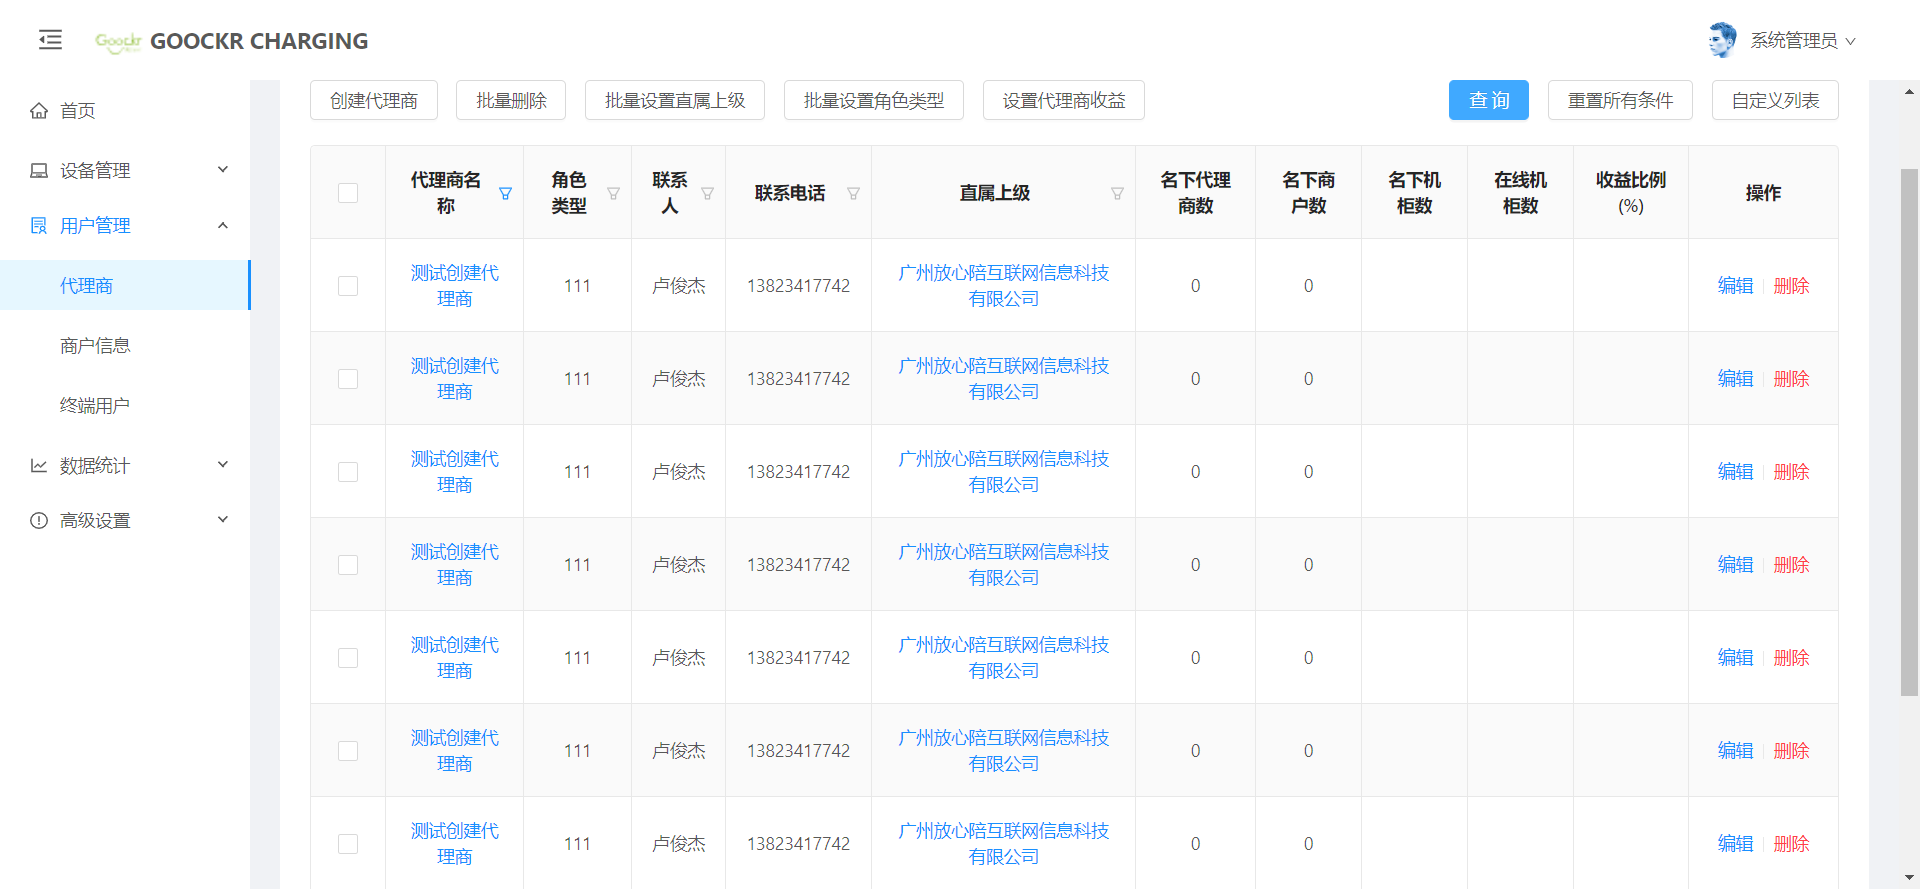 Goockr GOOCKR CHARGING
系统管理员
首页
设备管理
用户管理
代理商
商户信息
终端用户
数据统计
高级设置
创建代理商 批量删除 批量设置直属上级 批量设置角色类型 设置代理商收益 查 询 重置所有条件 自定义列表
代理商名称 角色类型 联系人 联系电话 直属上级 名下代理商数 名下商户数 名下机柜数 在线机柜数 收益比例(%) 操作
测试创建代理商 111 卢俊杰 13823417742 广州放心陪互联网信息科技有限公司 0 0 编辑 删除
测试创建代理商 111 卢俊杰 13823417742 广州放心陪互联网信息科技有限公司 0 0 编辑 删除
测试创建代理商 111 卢俊杰 13823417742 广州放心陪互联网信息科技有限公司 0 0 编辑 删除
测试创建代理商 111 卢俊杰 13823417742 广州放心陪互联网信息科技有限公司 0 0 编辑 删除
测试创建代理商 111 卢俊杰 13823417742 广州放心陪互联网信息科技有限公司 0 0 编辑 删除
测试创建代理商 111 卢俊杰 13823417742 广州放心陪互联网信息科技有限公司 0 0 编辑 删除
测试创建代理商 111 卢俊杰 13823417742 广州放心陪互联网信息科技有限公司 0 0 编辑 删除